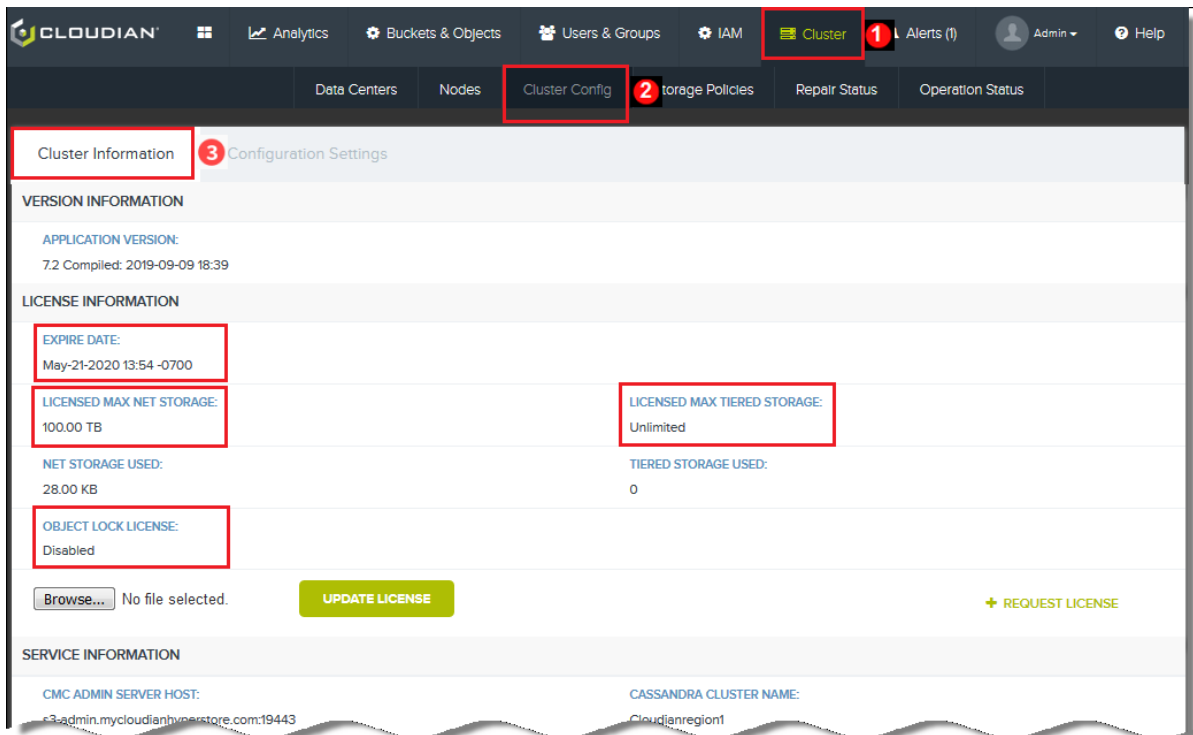 CLOUDIAN Analytics Buckets & Objects Users & Groups IAM Cluster 1 Alerts (1) Admin Help
Data Centers Nodes Cluster Config 2 torage Policies Repair Status Operation Status
Cluster Information 3 Configuration Settings
VERSION INFORMATION
APPLICATION VERSION:
7.2 Compiled: 2019-09-09 18:39
LICENSE INFORMATION
EXPIRE DATE:
May-21-2020 13:54 -0700
LICENSED MAX NET STORAGE: LICENSED MAX TIERED STORAGE:
100.00 TB Unlimited
NET STORAGE USED: TIERED STORAGE USED:
28.00 KB 0
OBJECT LOCK LICENSE:
Disabled
Browse... No file selected. UPDATE LICENSE + REQUEST LICENSE
SERVICE INFORMATION
CMC ADMIN SERVER HOST: CASSANDRA CLUSTER NAME:
s3-admin.mycloudianhyperstore.com:19443 Cloudianregion1